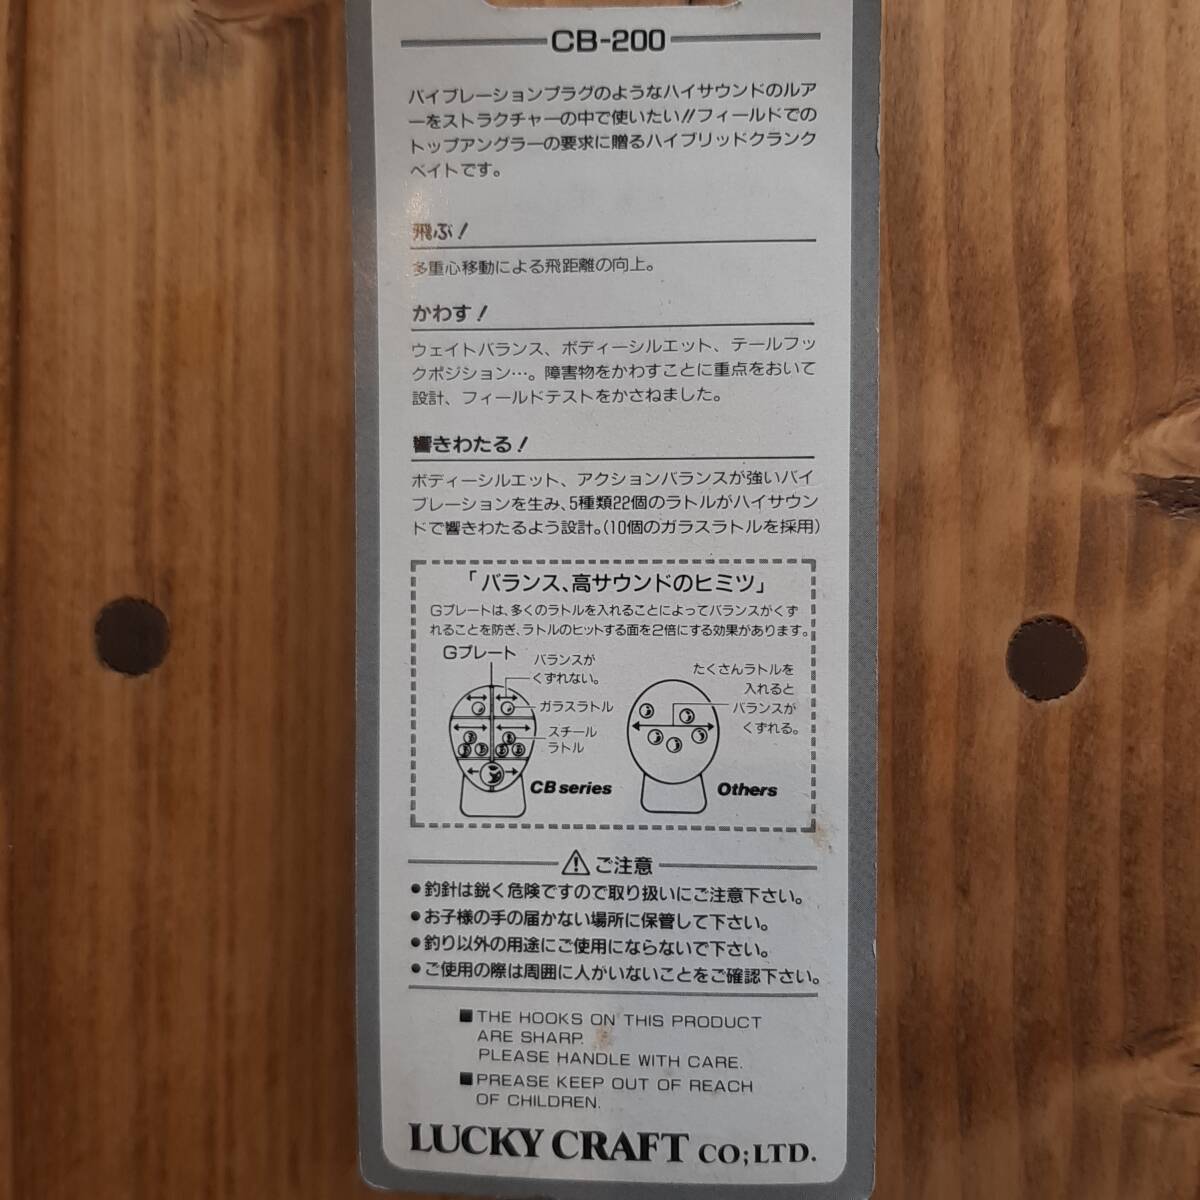 CB-200
バイブレーションプラグのようなハイサウンドのルア
ーをストラクチャーの中で使いたい!!フィールドでの
トップアングラーの要求に贈るハイブリッドクランク
ベイトです。
飛ぶ!
多重心移動による飛距離の向上。
かわす!
ウェイトバランス、ボディーシルエット、テールフッ
クポジション…。障害物をかわすことに重点をおいて
設計、フィールドテストをかさねました。
響きわたる!
ボディーシルエット、アクションバランスが強いバイ
ブレーションを生み、5種類22個のラトルがハイサウン
ドで響きわたるよう設計。(10個のガラスラトルを採用)
「バランス、高サウンドのヒミツ」
Gプレートは、多くのラトルを入れることによってバランスがくず
れることを防ぎ、ラトルのヒットする面を2倍にする効果があります。
Gプレート
バランスが
くずれない。
ガラスラトル
スチール
ラトル
CB series
たくさんラトルを
入れると
バランスが
くずれる。
Others
⚠ご注意
●釣針は鋭く危険ですので取り扱いにご注意下さい。
●お子様の手の届かない場所に保管して下さい。
●釣り以外の用途にご使用にならないで下さい。
●ご使用の際は周囲に人がいないことをご確認下さい。
■THE HOOKS ON THIS PRODUCT
ARE SHARP.
PLEASE HANDLE WITH CARE.
■PREASE KEEP OUT OF REACH
OF CHILDREN.
LUCKY CRAFT CO;LTD.